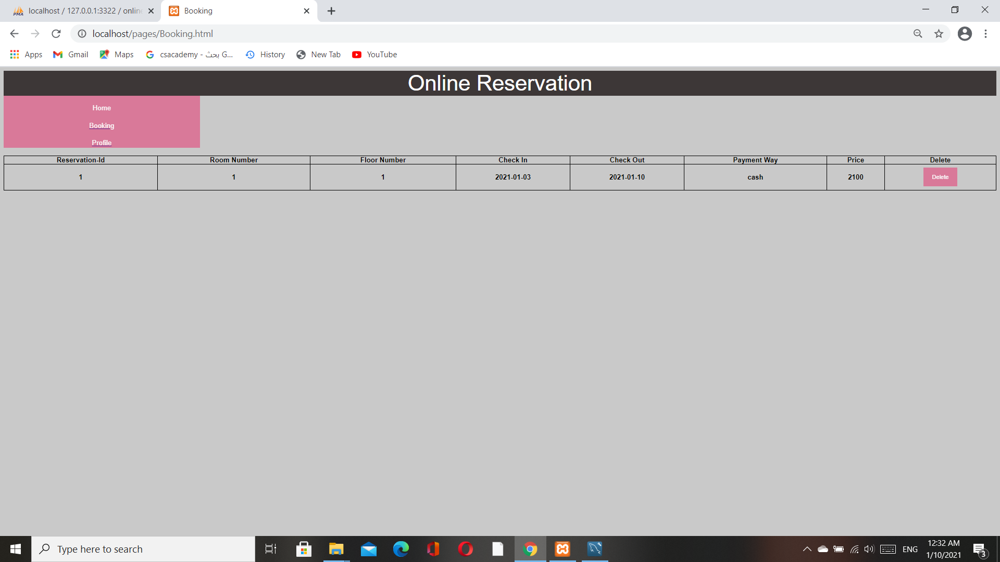 localhost / 127.0.0.1:3322 / onlin
Booking
localhost/pages/Booking.html
Apps
Gmail
Maps
csacademy - بحث G...
History
New Tab
YouTube
Online Reservation
Home
Booking
Profile
Reservation-Id Room Number Floor Number Check In Check Out Payment Way Price Delete
1 1 1 2021-01-03 2021-01-10 cash 2100 Delete
Type here to search
ENG
12:32 AM
1/10/2021
3